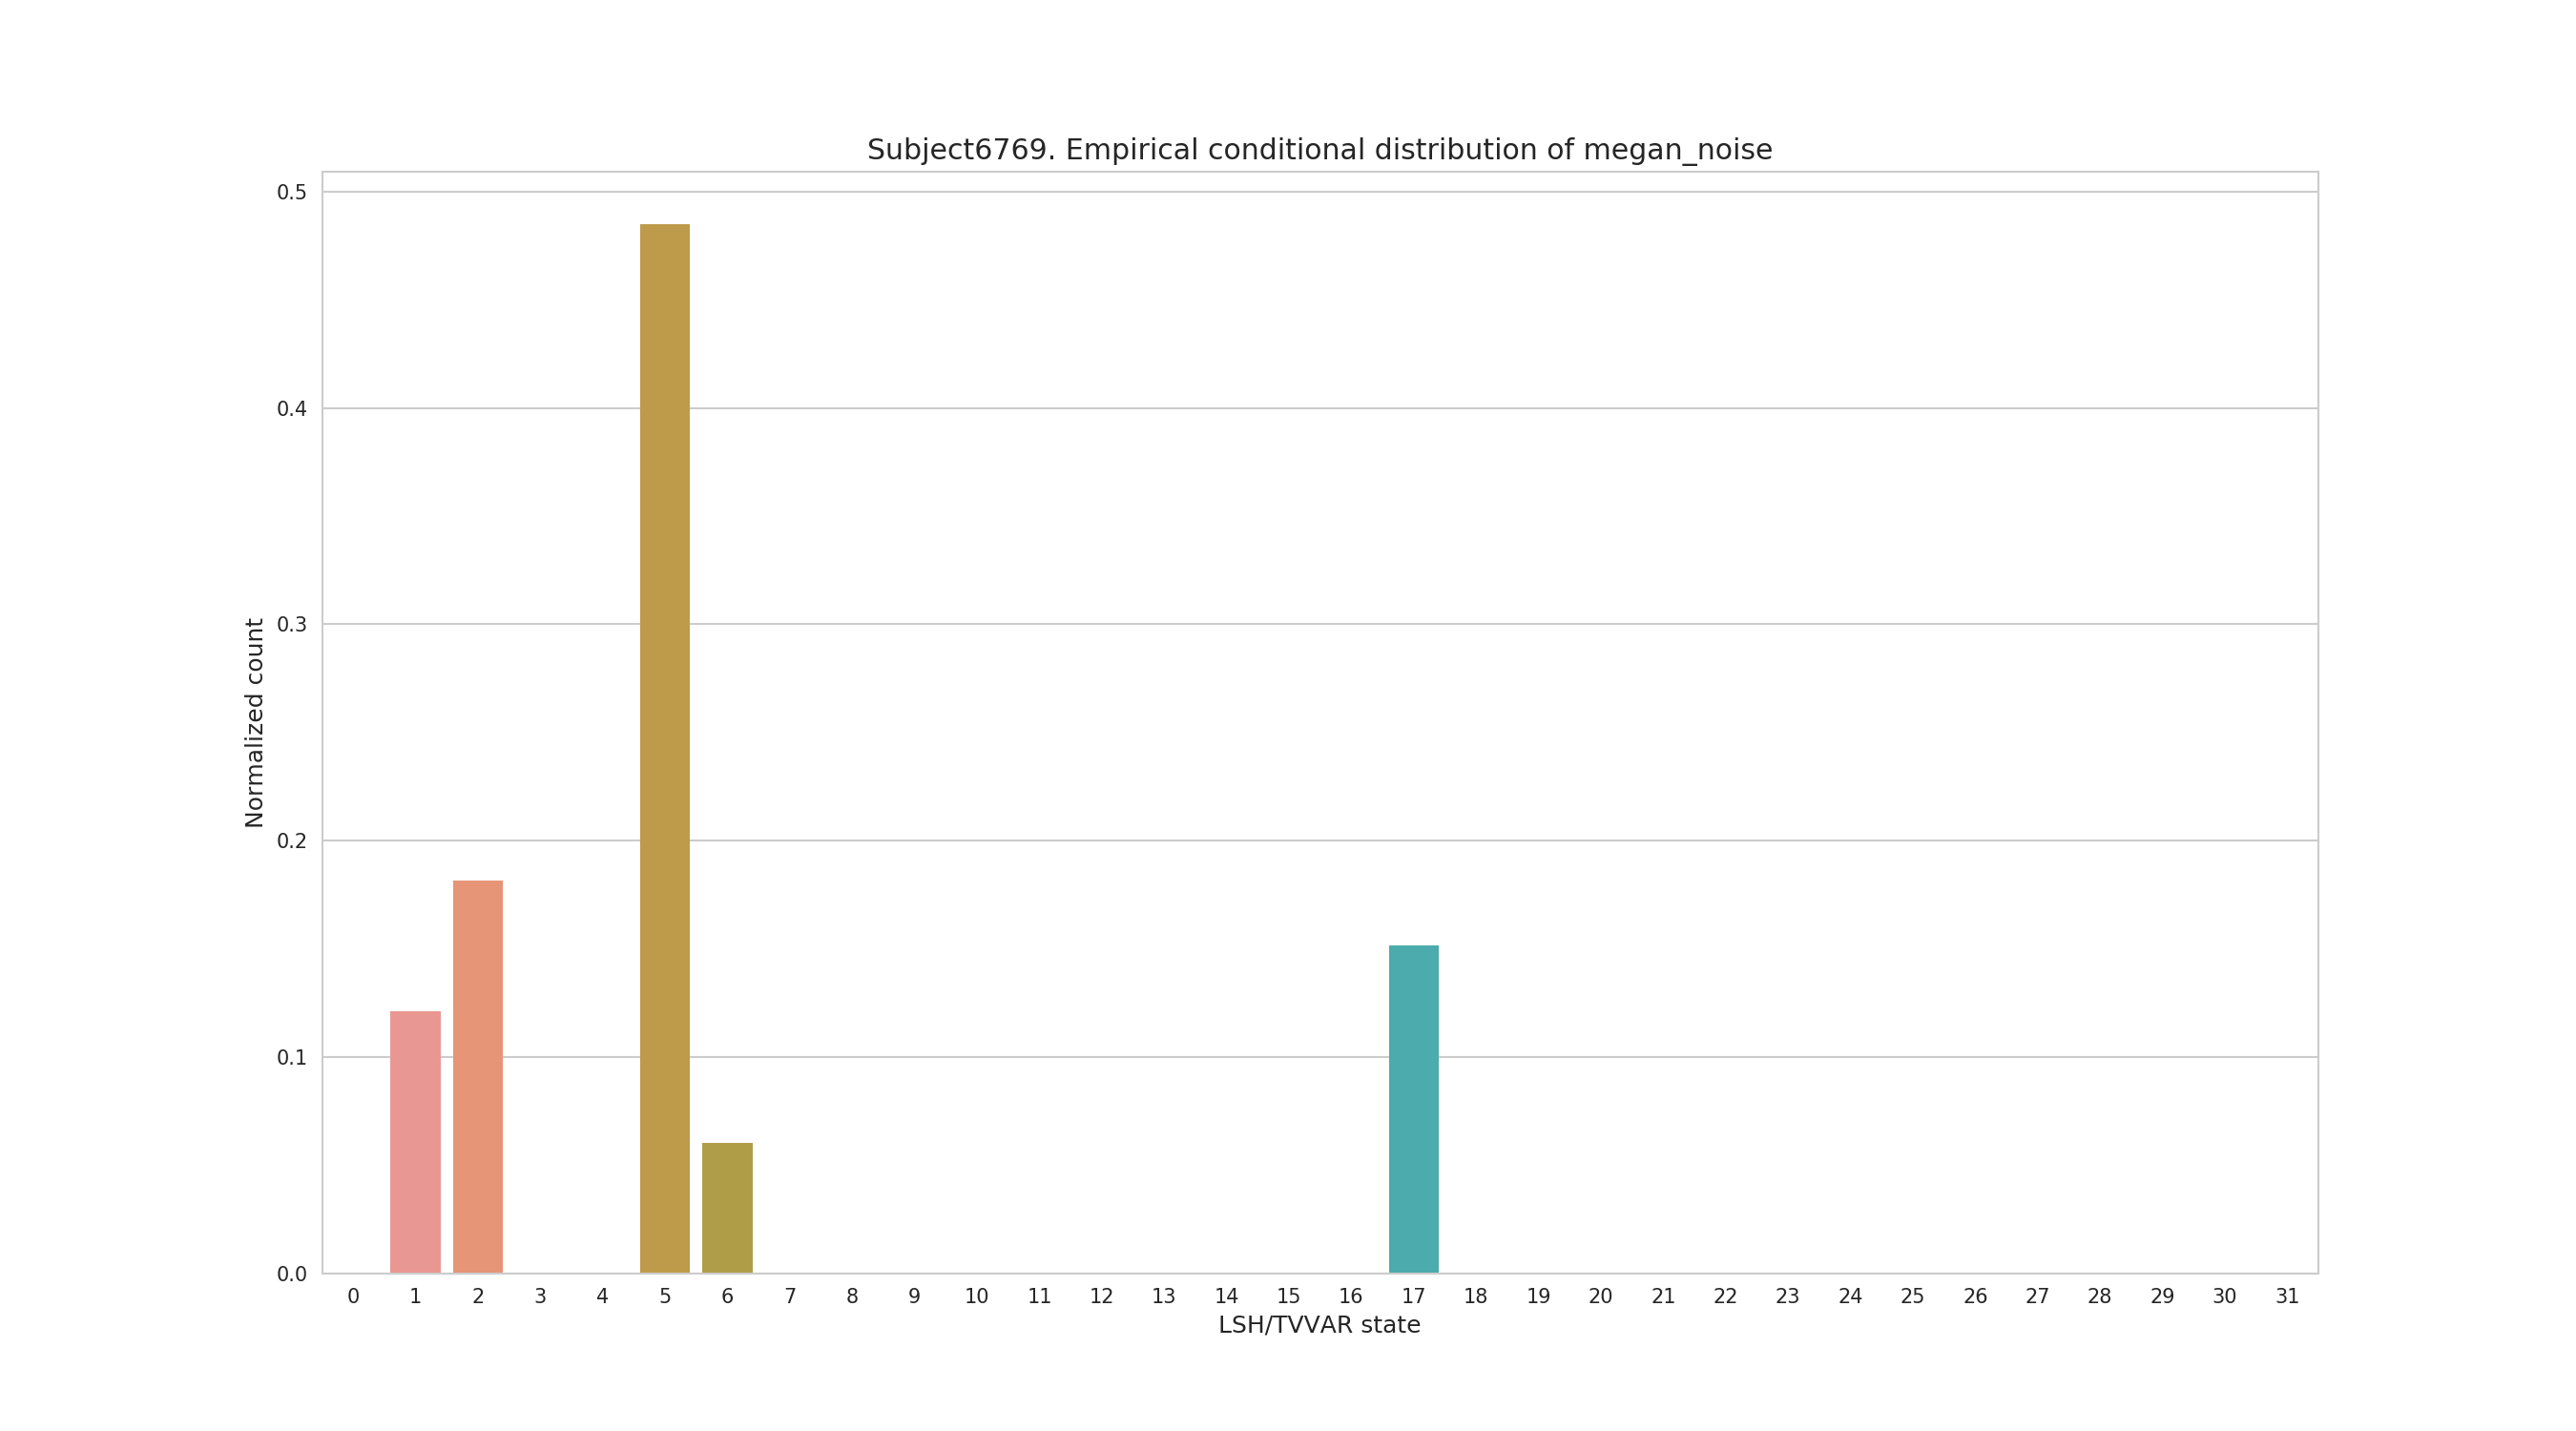 Subject6769. Empirical conditional distribution of megan_noise
Normalized count
0.5
0.4
0.3
0.2
0.1
0.0
0 1 2 3 4 5 6 7 8 9 10 11 12 13 14 15 16 17 18 19 20 21 22 23 24 25 26 27 28 29 30 31
LSH/TVVAR state